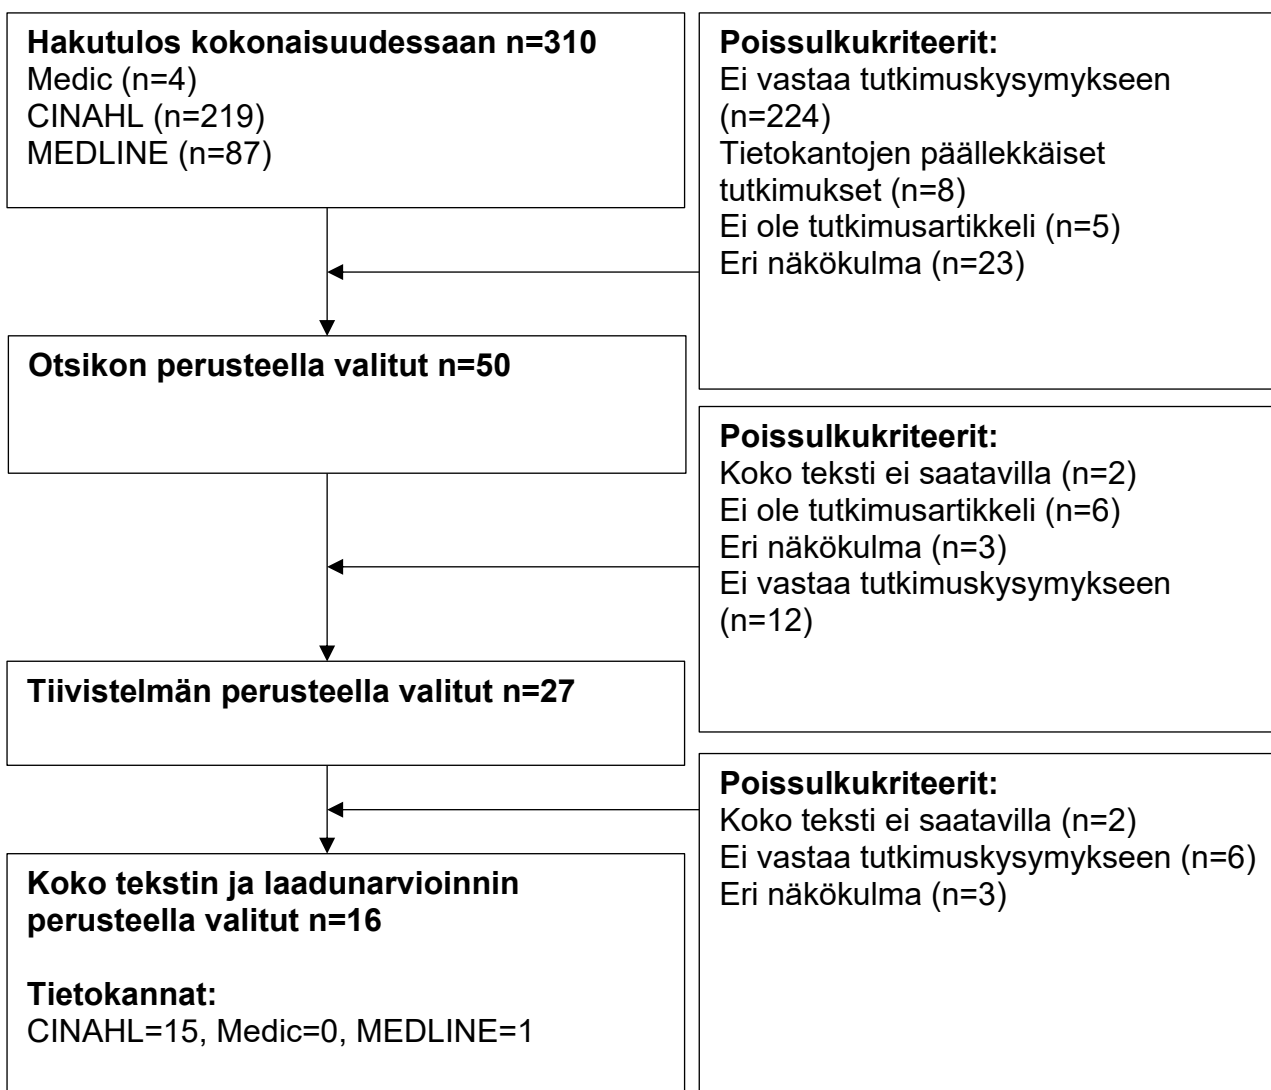 Hakutulos kokonaisuudessaan n=310
Medic (n=4)
CINAHL (n=219)
MEDLINE (n=87)
Poissulkukriteerit:
Ei vastaa tutkimuskysymykseen
(n=224)
Tietokantojen päällekkäiset
tutkimukset (n=8)
Ei ole tutkimusartikkeli (n=5)
Eri näkökulma (n=23)
Otsikon perusteella valitut n=50
Poissulkukriteerit:
Koko teksti ei saatavilla (n=2)
Ei ole tutkimusartikkeli (n=6)
Eri näkökulma (n=3)
Ei vastaa tutkimuskysymykseen
(n=12)
Tiivistelmän perusteella valitut n=27
Poissulkukriteerit:
Koko teksti ei saatavilla (n=2)
Ei vastaa tutkimuskysymykseen (n=6)
Eri näkökulma (n=3)
Koko tekstin ja laadunarvioinnin
perusteella valitut n=16
Tietokannat:
CINAHL=15, Medic=0, MEDLINE=1